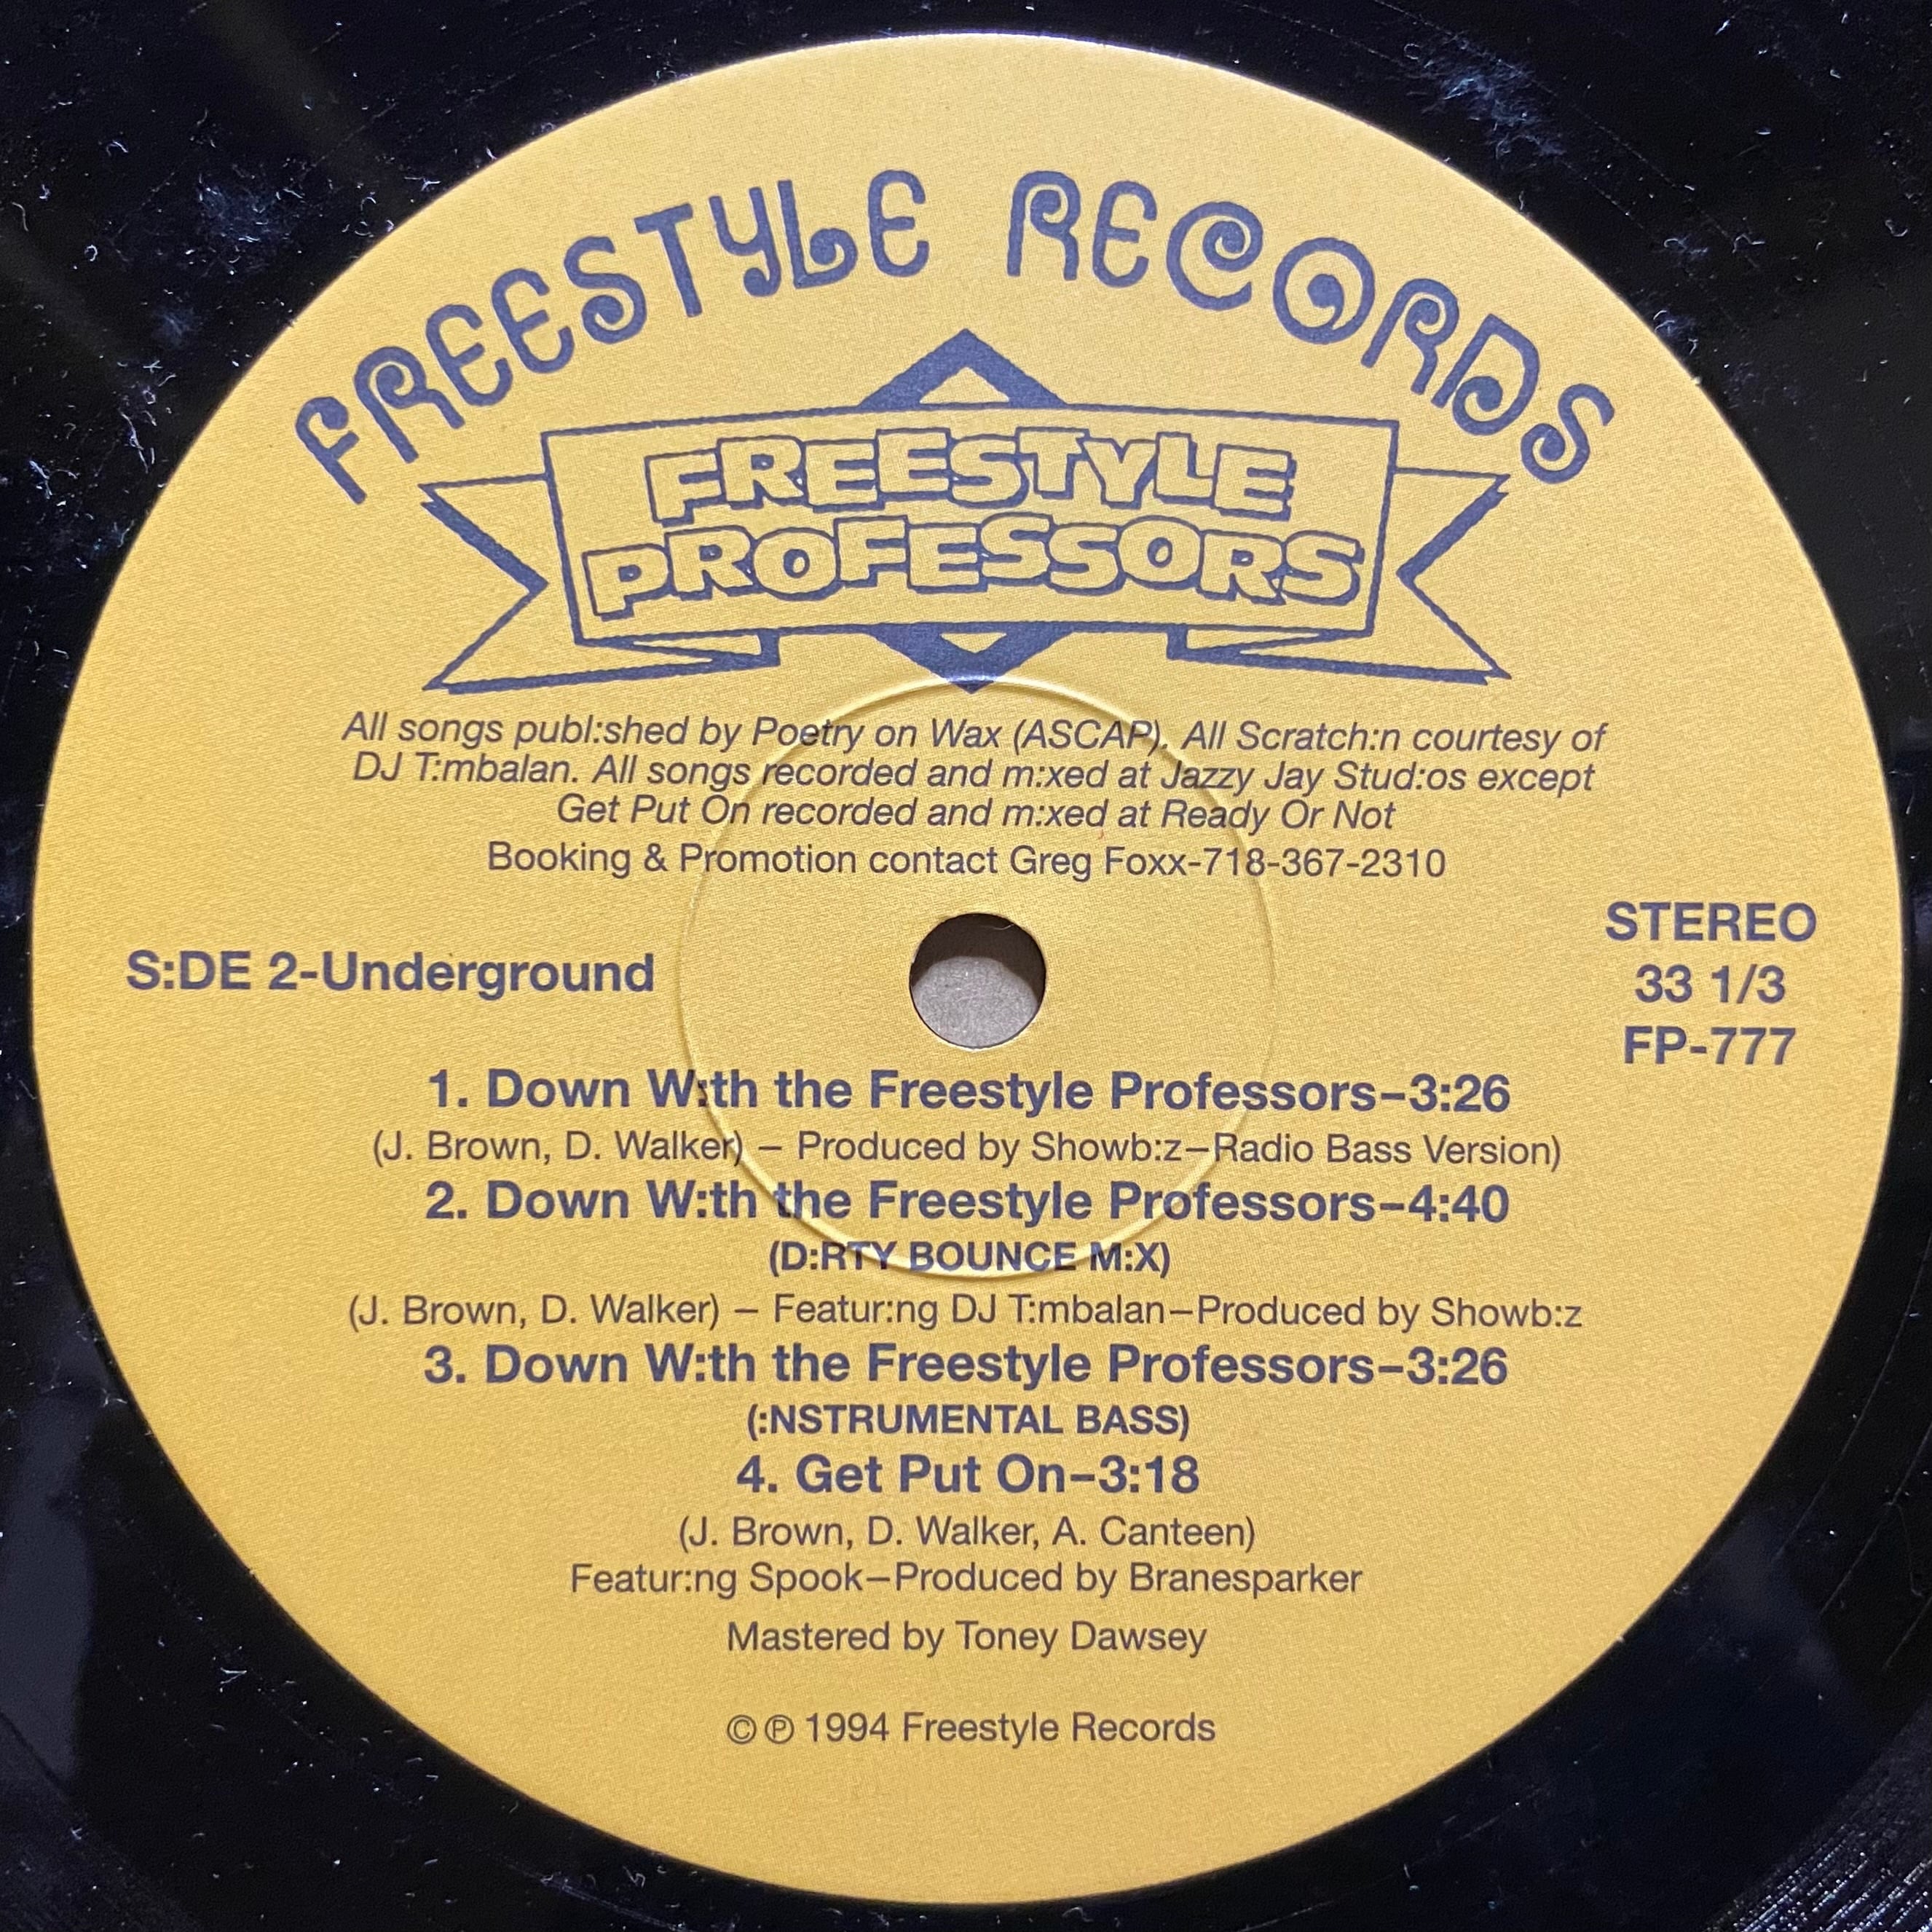 FREESTYLE RECORDS
FREESTYLE
PROFESSORS
All songs publ:shed by Poetry on Wax (ASCAP). All Scratch:n courtesy of
DJ T:mbalan. All songs recorded and m:xed at Jazzy Jay Stud:os except
Get Put On recorded and m:xed at Ready Or Not
Booking & Promotion contact Greg Foxx-718-367-2310
S:DE 2-Underground
STEREO
33 1/3
FP-777
1. Down W:th the Freestyle Professors–3:26
(J. Brown, D. Walker) – Produced by Showb:z–Radio Bass Version)
2. Down W:th the Freestyle Professors–4:40
(D:RTY BOUNCE M:X)
(J. Brown, D. Walker) – Featur:ng DJ T:mbalan–Produced by Showb:z
3. Down W:th the Freestyle Professors–3:26
(:NSTRUMENTAL BASS)
4. Get Put On–3:18
(J. Brown, D. Walker, A. Canteen)
Featur:ng Spook–Produced by Branesparker
Mastered by Toney Dawsey
©℗ 1994 Freestyle Records